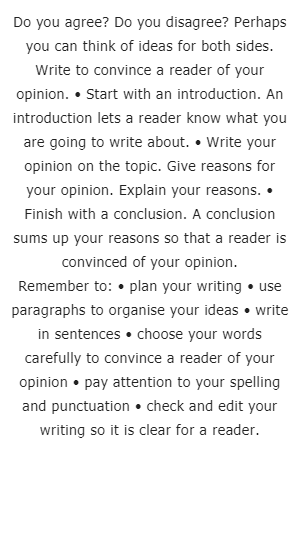 Do you agree? Do you disagree? Perhaps
you can think of ideas for both sides.
Write to convince a reader of your
opinion. • Start with an introduction. An
introduction lets a reader know what you
are going to write about. • Write your
opinion on the topic. Give reasons for
your opinion. Explain your reasons. •
Finish with a conclusion. A conclusion
sums up your reasons so that a reader is
convinced of your opinion.
Remember to: • plan your writing • use
paragraphs to organise your ideas • write
in sentences • choose your words
carefully to convince a reader of your
opinion • pay attention to your spelling
and punctuation • check and edit your
writing so it is clear for a reader.